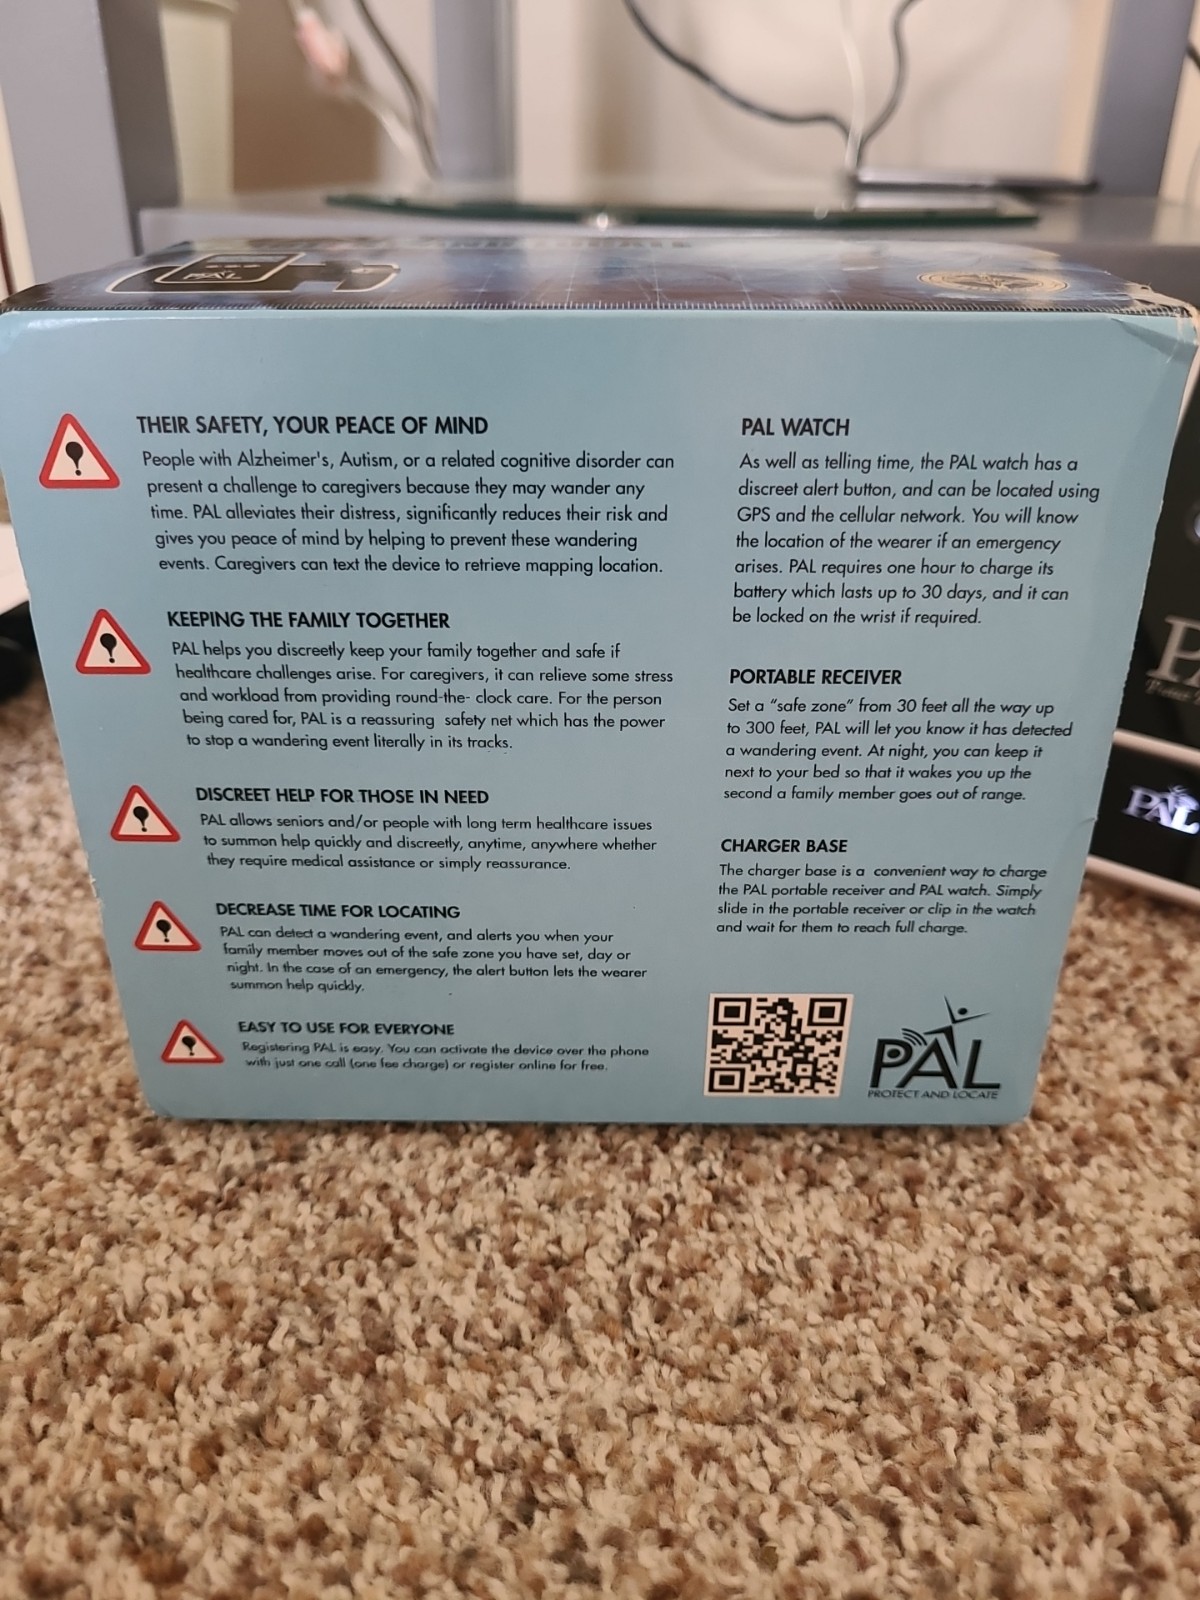 PAL
THEIR SAFETY, YOUR PEACE OF MIND
People with Alzheimer's, Autism, or a related cognitive disorder can
present a challenge to caregivers because they may wander any
time. PAL alleviates their distress, significantly reduces their risk and
gives you peace of mind by helping to prevent these wandering
events. Caregivers can text the device to retrieve mapping location.
KEEPING THE FAMILY TOGETHER
PAL helps you discreetly keep your family together and safe if
healthcare challenges arise. For caregivers, it can relieve some stress
and workload from providing round-the- clock care. For the person
being cared for, PAL is a reassuring safety net which has the power
to stop a wandering event literally in its tracks.
DISCREET HELP FOR THOSE IN NEED
PAL allows seniors and/or people with long term healthcare issues
to summon help quickly and discreetly, anytime, anywhere whether
they require medical assistance or simply reassurance.
DECREASE TIME FOR LOCATING
PAL can detect a wandering event, and alerts you when your
family member moves out of the safe zone you have set, day or
night. In the case of an emergency, the alert button lets the wearer
summon help quickly.
EASY TO USE FOR EVERYONE
Registering PAL is easy. You can activate the device over the phone
with just one call (one fee charge) or register online for free.
PAL WATCH
As well as telling time, the PAL watch has a
discreet alert button, and can be located using
GPS and the cellular network. You will know
the location of the wearer if an emergency
arises. PAL requires one hour to charge its
battery which lasts up to 30 days, and it can
be locked on the wrist if required.
PORTABLE RECEIVER
Set a "safe zone" from 30 feet all the way up
to 300 feet, PAL will let you know it has detected
a wandering event. At night, you can keep it
next to your bed so that it wakes you up the
second a family member goes out of range.
CHARGER BASE
The charger base is a convenient way to charge
the PAL portable receiver and PAL watch. Simply
slide in the portable receiver or clip in the watch
and wait for them to reach full charge.
PAL
PROTECT AND LOCATE
PAL